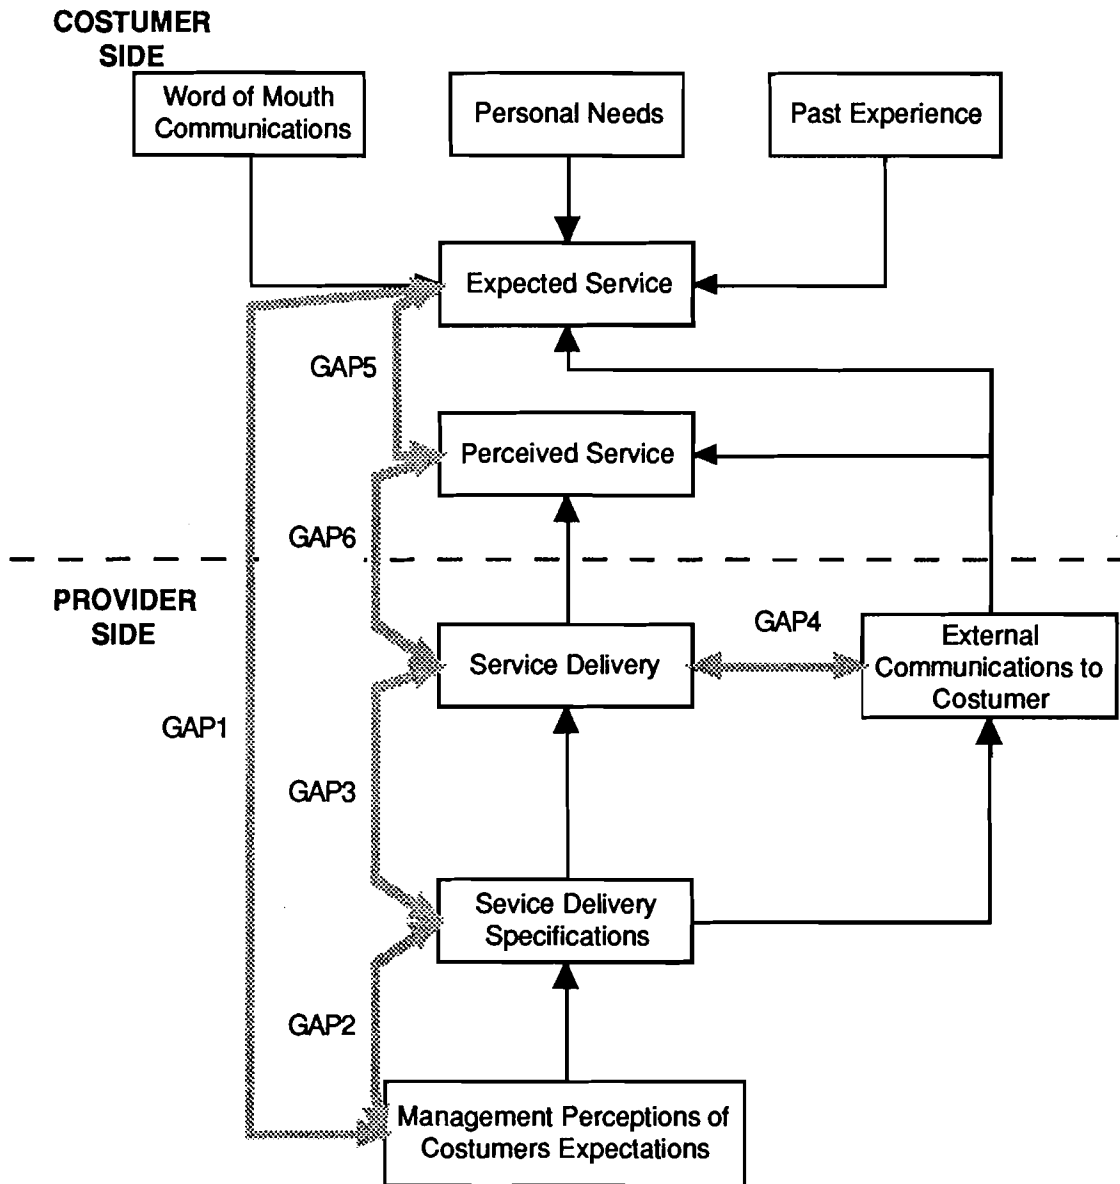 COSTUMER
SIDE
Word of Mouth
Communications
Personal Needs
Past Experience
Expected Service
GAP5
Perceived Service
GAP6
PROVIDER
SIDE
GAP4
Service Delivery
External
Communications to
Costumer
GAP1
GAP3
Sevice Delivery
Specifications
GAP2
Management Perceptions of
Costumers Expectations